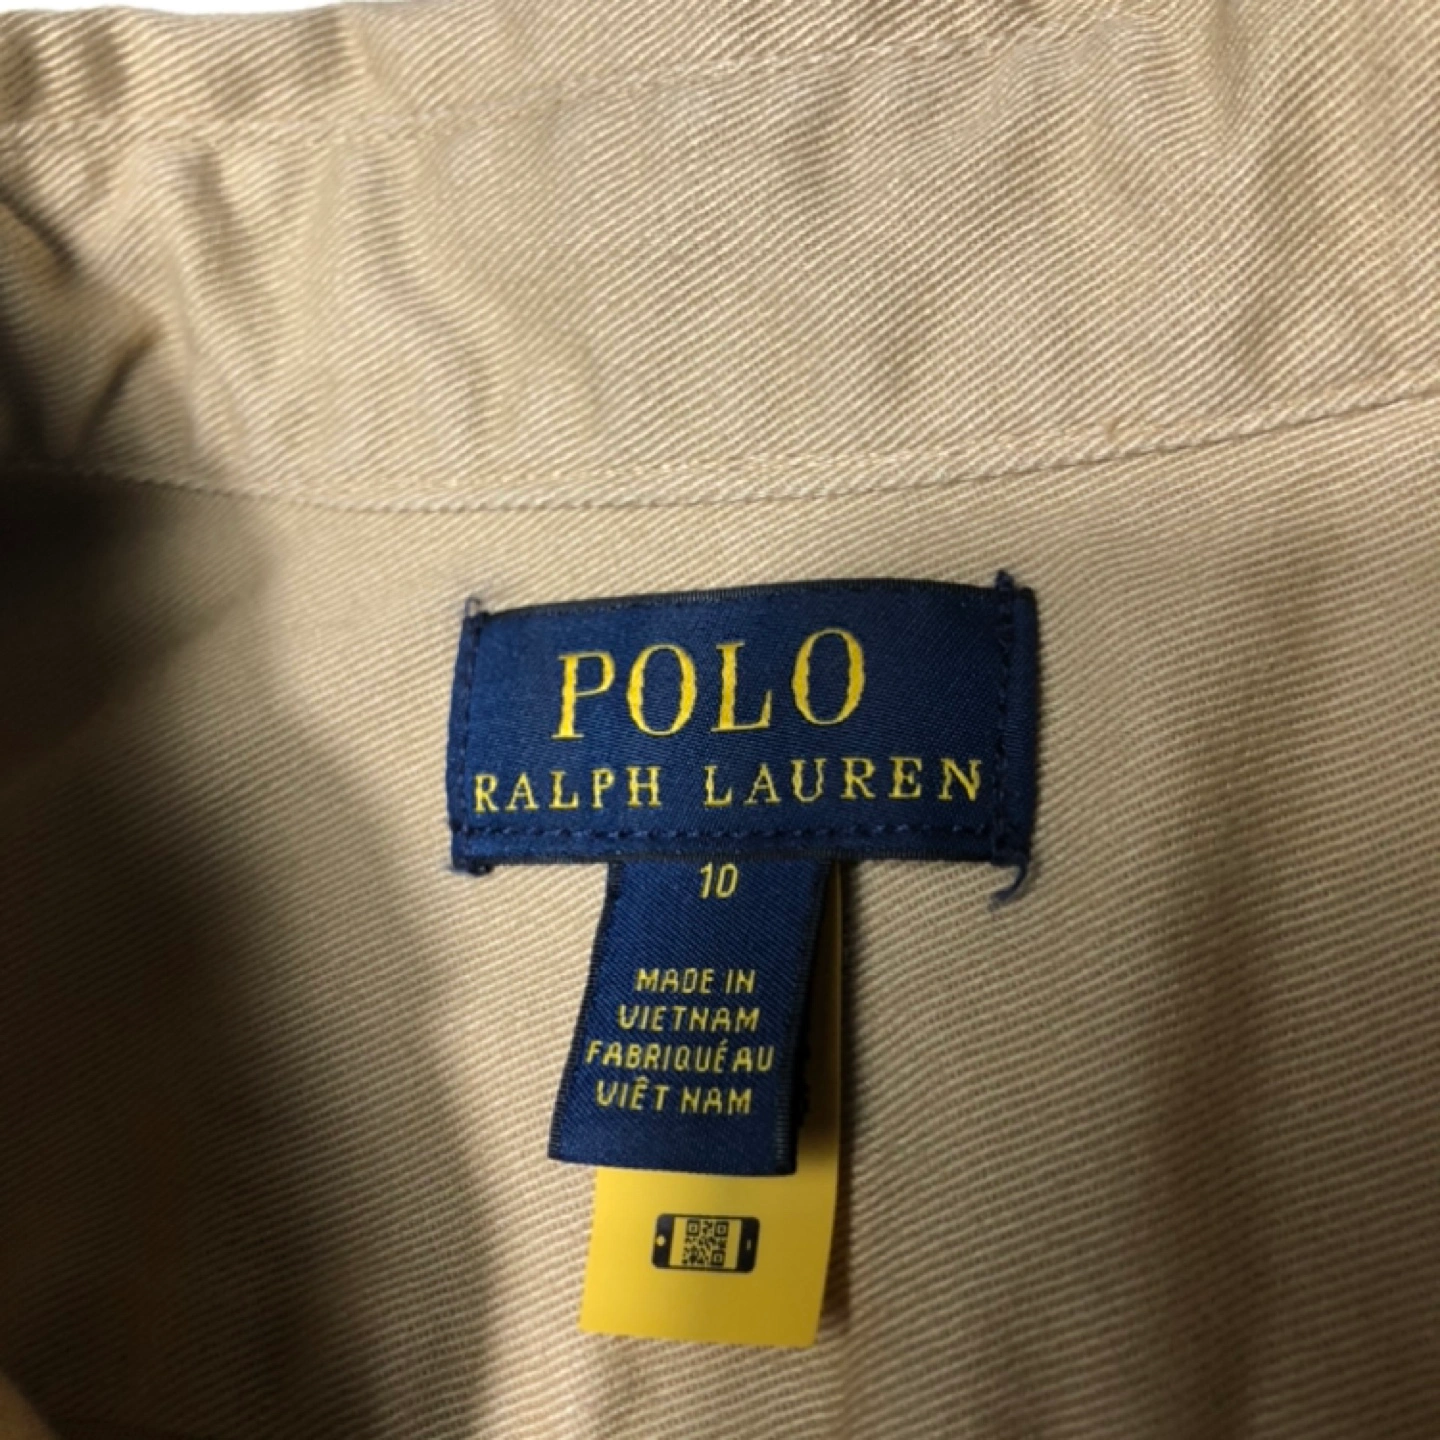 POLO
RALPH LAUREN
10
MADE IN
VIETNAM
FABRIQUÉ AU
VIÊT NAM